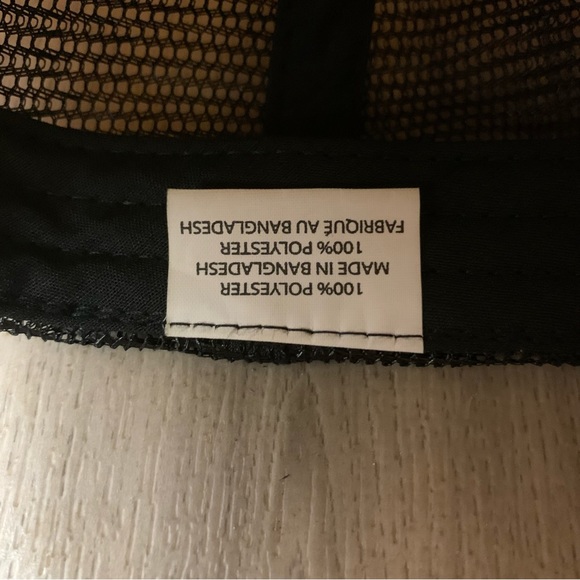 100% POLYESTER
MADE IN BANGLADESH
100% POLYESTER
FABRIQUÉ AU BANGLADESH